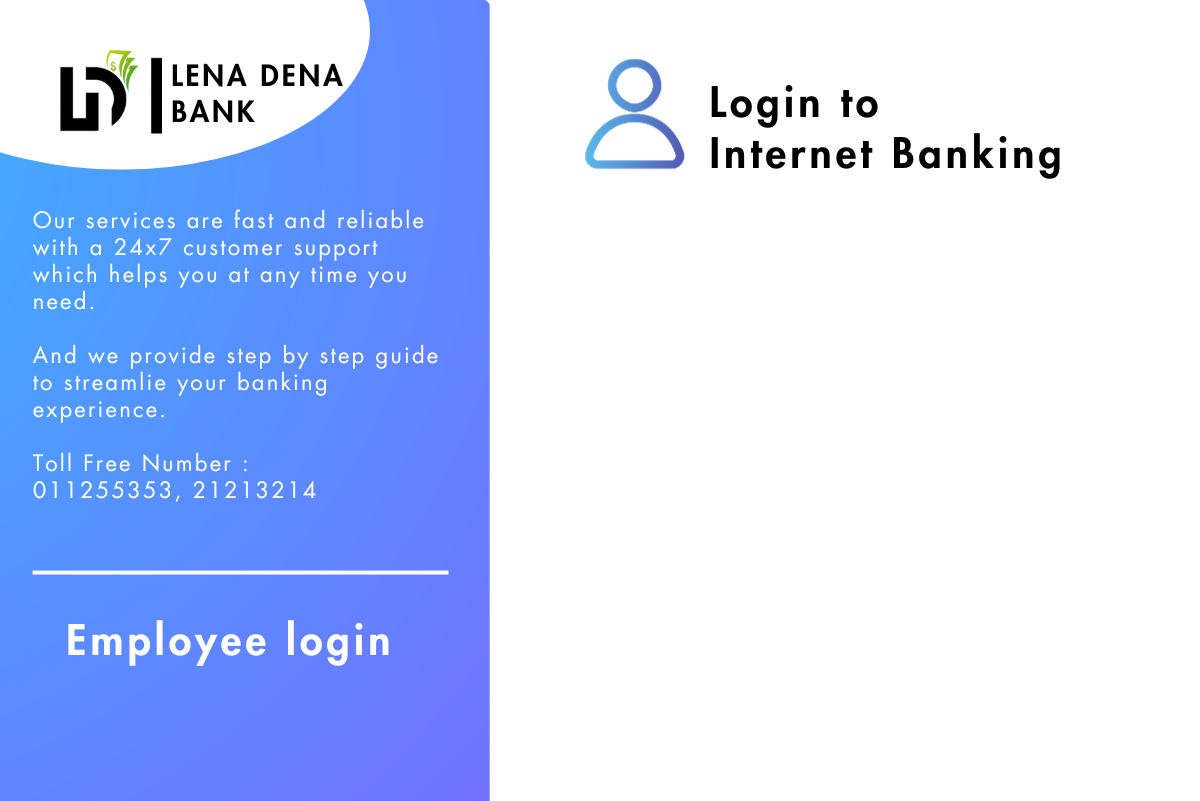 LENA DENA
BANK
Our services are fast and reliable
with a 24x7 customer support
which helps you at any time you
need.
And we provide step by step guide
to streamlie your banking
experience.
Toll Free Number :
011255353, 21213214
Employee login
Login to
Internet Banking